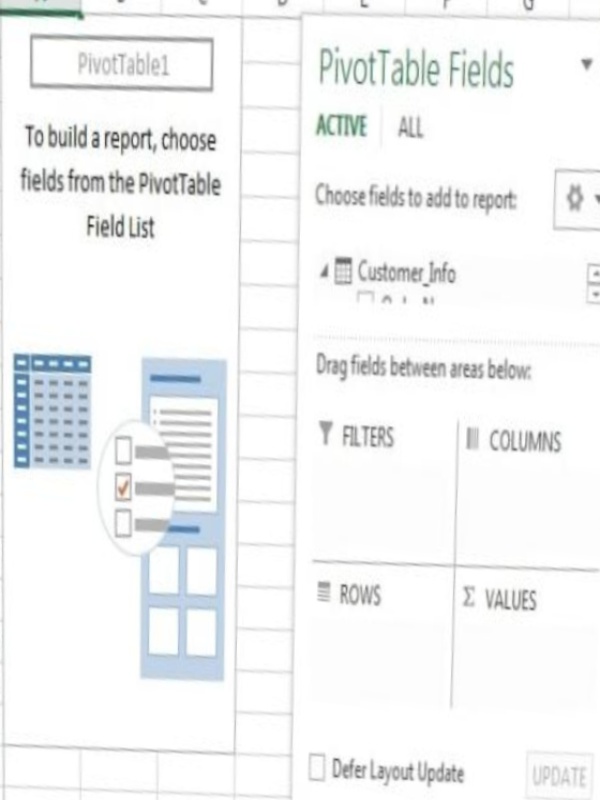 PivotTable1
To build a report, choose
fields from the PivotTable
Field List
PivotTable Fields
ACTIVE
ALL
Choose fields to add to report:
Customer_Info
Drag fields between areas below:
FILTERS
COLUMNS
ROWS
Σ VALUES
Defer Layout Update
UPDATE